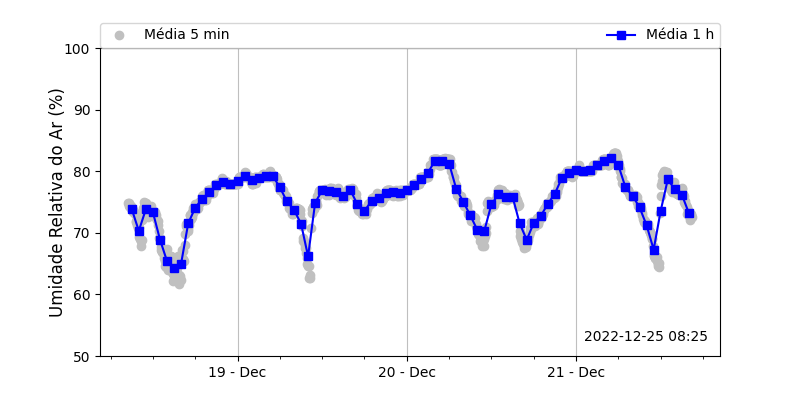 Média 5 min
Média 1 h
Umidade Relativa do Ar (%)
100
90
80
70
60
50
2022-12-25 08:25
19 - Dec
20 - Dec
21 - Dec